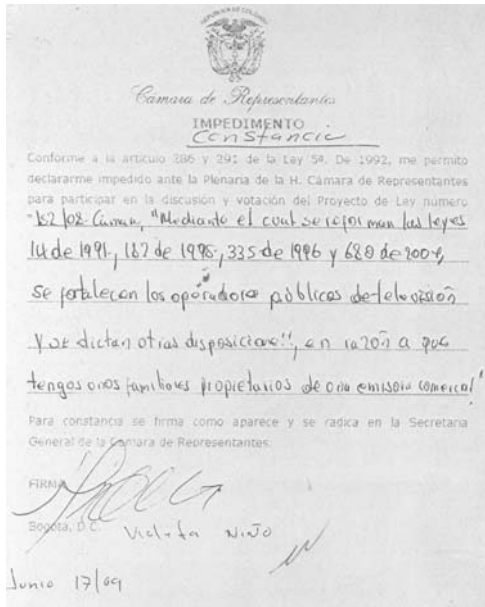 REPUBLICA DE COLOMBIA
Cámara de Representantes
IMPEDIMENTO
Constancia
Conforme a la artículo 286 y 291 de la Ley 5ª. De 1992, me permito
declararme impedido ante la Plenaria de la H. Cámara de Representantes
para participar en la discusión y votación del Proyecto de Ley número
182/08 Cámara, "Mediante el cual se reforman las leyes
14 de 1991, 182 de 1995, 335 de 1996 y 680 de 2001,
se fortalecen los operadores públicos de televisión
y se dictan otras disposiciones", en razón a que
tengo unos familiares propietarios de una emisora comercial"
Para constancia se firma como aparece y se radica en la Secretaria
General de la Camara de Representantes.
FIRMA
Bogotá, D.C. Violeta Niño
Junio 17/09